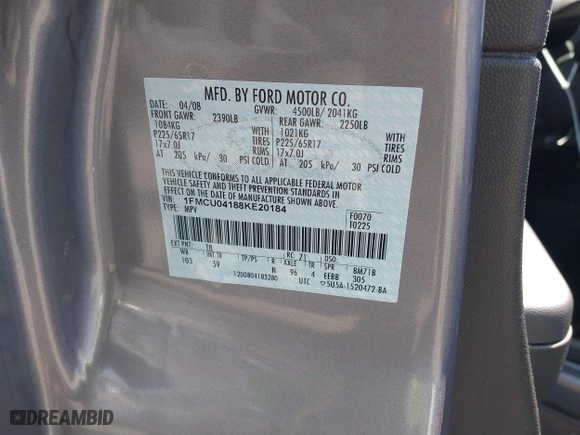 MFD. BY FORD MOTOR CO.
DATE: 04/08 GVWR: 4500LB/ 2041KG
FRONT GAWR: 2390LB REAR GAWR: 2250LB
1084KG WITH 1021KG WITH
P225/65R17 TIRES P225/65R17 TIRES
17x7.0J RIMS 17x7.0J RIMS
AT 205 kPa/ 30 PSI COLD AT 205 kPa/ 30 PSI COLD
THIS VEHICLE CONFORMS TO ALL APPLICABLE FEDERAL MOTOR
VEHICLE SAFETY AND THEFT PREVENTION STANDARDS IN
EFFECT ON THE DATE OF MANUFACTURE SHOWN ABOVE.
VIN: 1FMCU04188KE20184
TYPE: MPV
F0070
T0225
EXT PNT: TB RC: 71 DSO:
WB INT TR TP/PS R AXLE TR SPR 8M71B
103 59 N 96 4 EEBB 305
1200804183280 UTC ▽5U5A-1520472-BA
DREAMBID